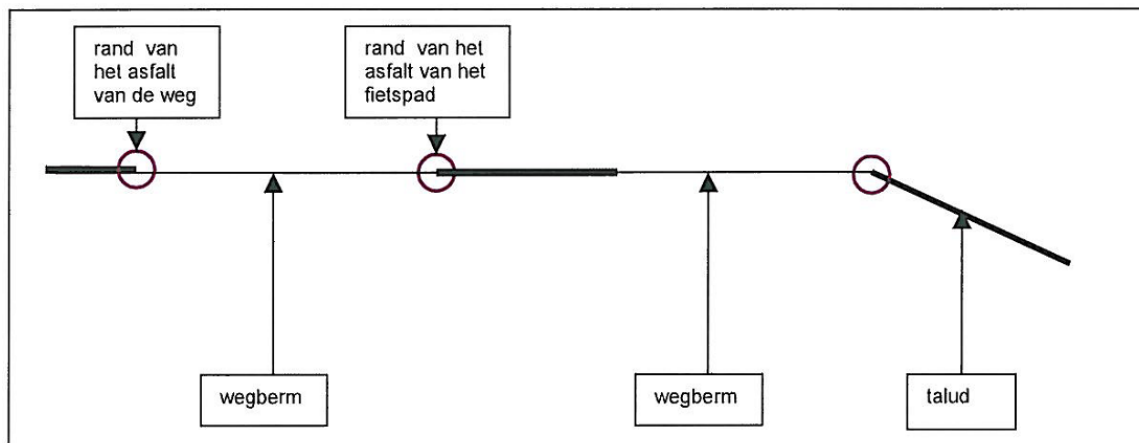 rand van
het asfalt
van de weg
rand van het
asfalt van het
fietspad
wegberm
wegberm
talud